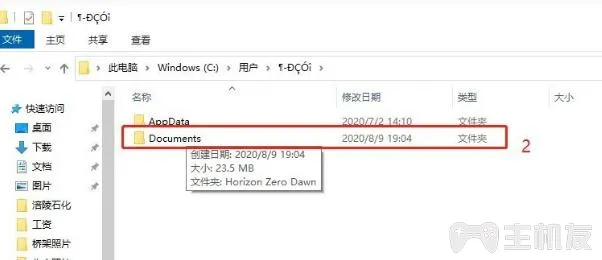 ¶-ÐÇÓî
文件 主页 共享 查看
此电脑 > Windows (C:) > 用户 > ¶-ÐÇÓî
名称 修改日期 类型 大小
快速访问
AppData 2020/7/2 14:10 文件夹
桌面
Documents 2020/8/9 19:04 文件夹 2
下载
创建日期: 2020/8/9 19:04
文档
大小: 23.5 MB
图片
文件夹: Horizon Zero Dawn
涪陵石化
工资
桥架照片
主机友